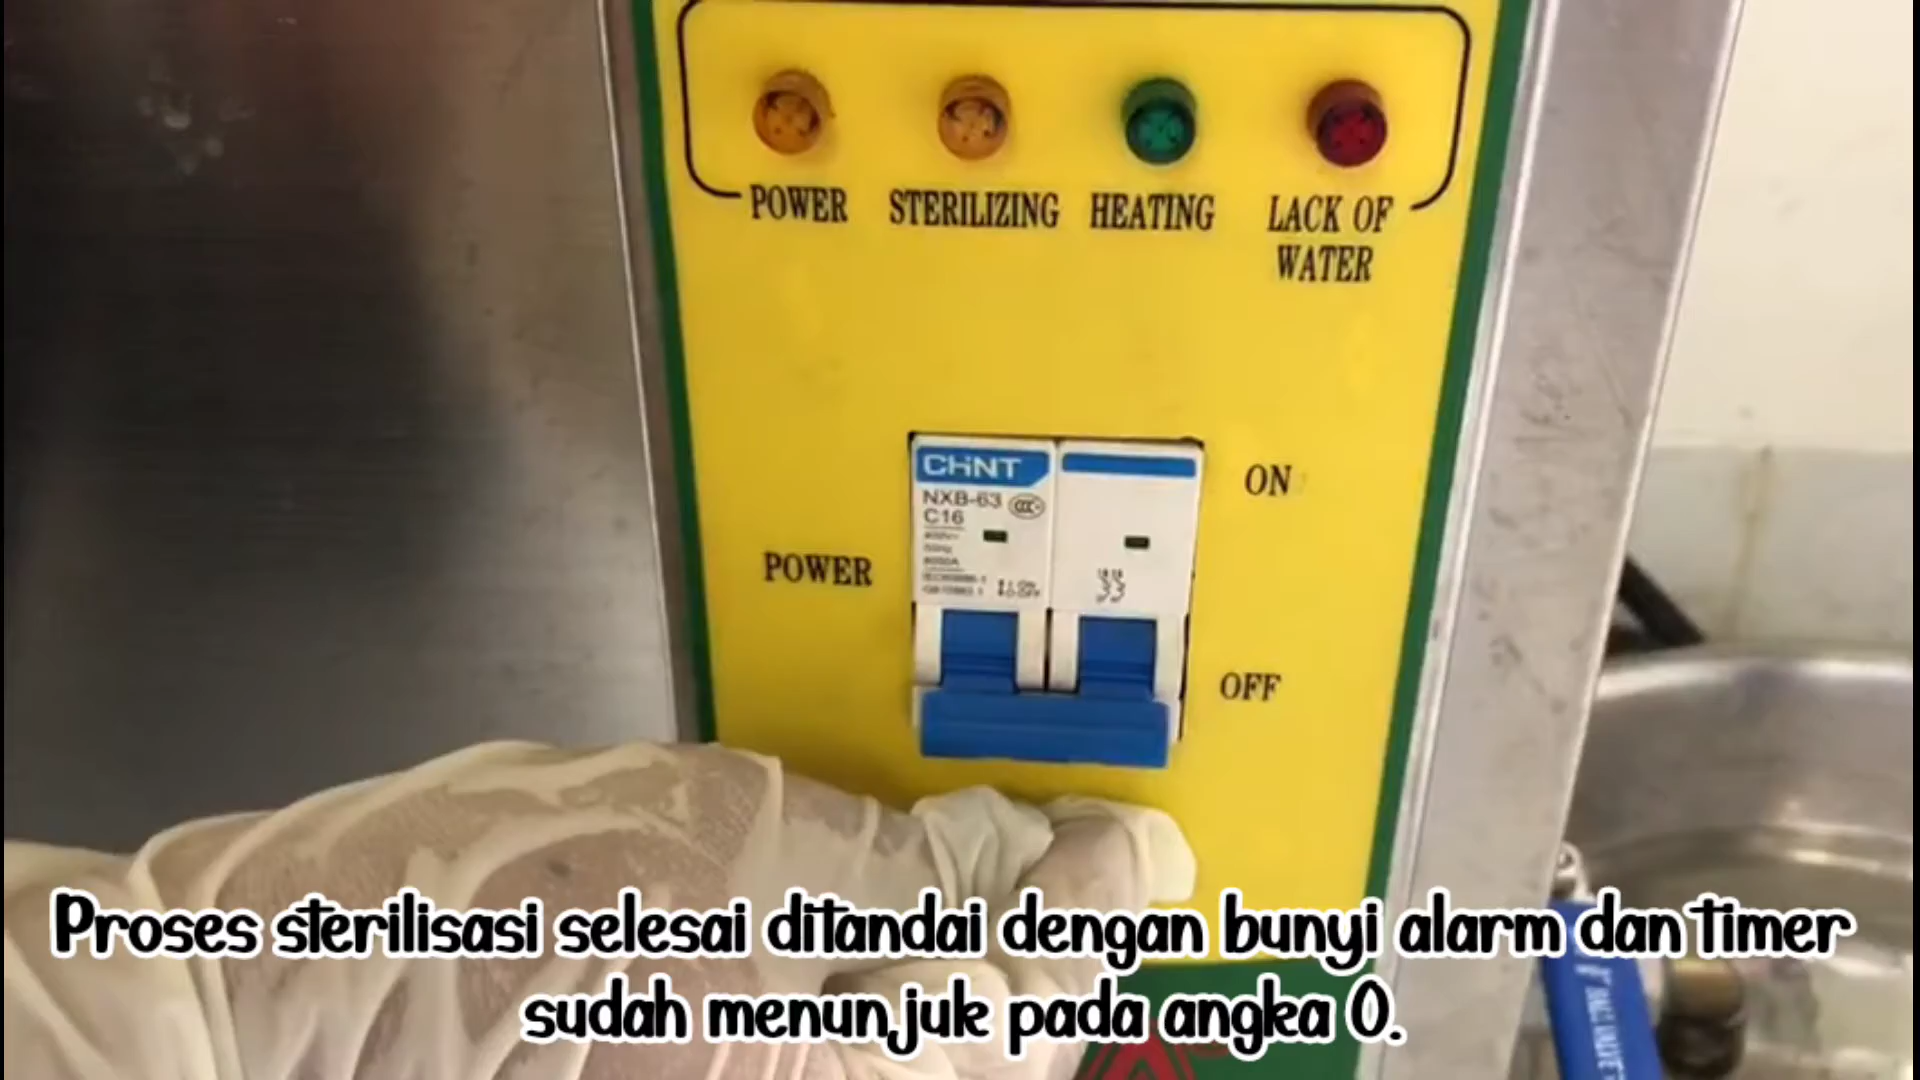 POWER
STERILIZING
HEATING
LACK OF
WATER
CHNT
NXB-63
C16
ON
POWER
33
OFF
Proses sterilisasi selesai ditandai dengan bunyi alarm dan timer
sudah menunjuk pada angka 0.